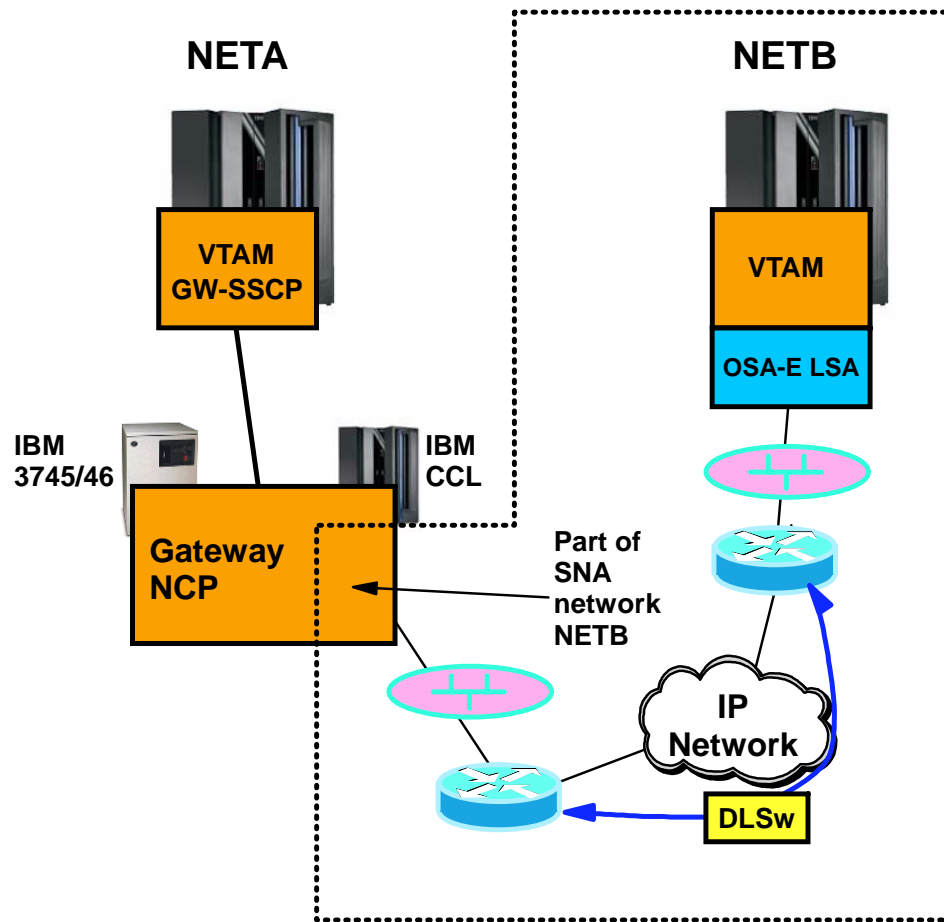 NETA
NETB
VTAM
GW-SSCP
VTAM
OSA-E LSA
IBM
3745/46
IBM
CCL
Gateway
NCP
Part of
SNA
network
NETB
IP
Network
DLSw